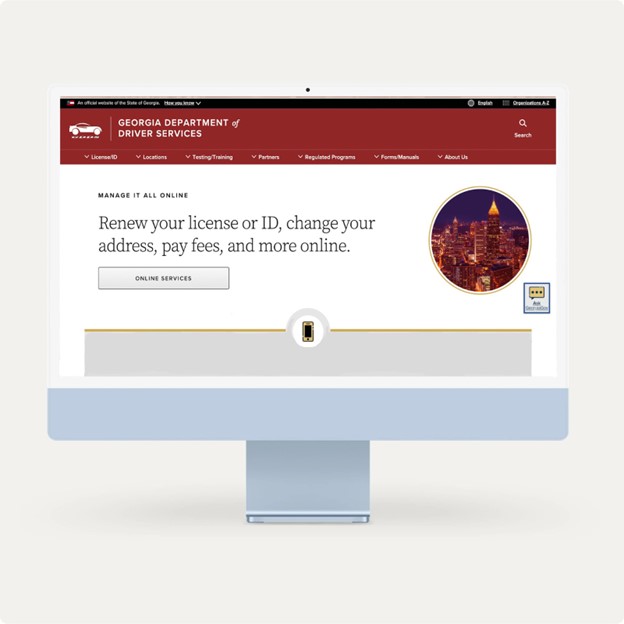 An official website of the State of Georgia. How you know
English
Organizations A-Z
GEORGIA DEPARTMENT of
DRIVER SERVICES
Search
License/ID
Locations
Testing/Training
Partners
Regulated Programs
Forms/Manuals
About Us
MANAGE IT ALL ONLINE
Renew your license or ID, change your
address, pay fees, and more online.
ONLINE SERVICES
Ask